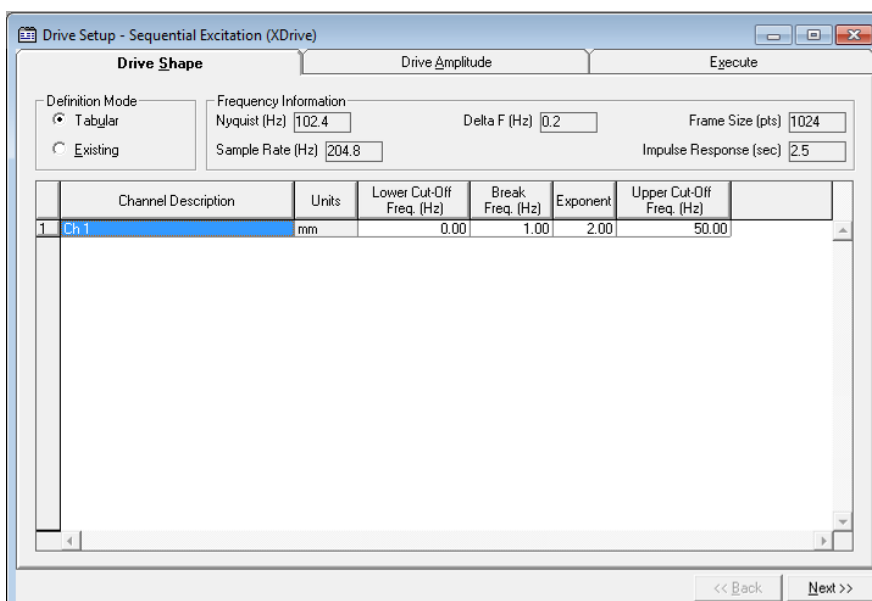 Drive Setup - Sequential Excitation (XDrive)
Drive Shape
Drive Amplitude
Execute
Definition Mode
Tabular
Existing
Frequency Information
Nyquist (Hz) 102.4
Delta F (Hz) 0.2
Frame Size (pts) 1024
Sample Rate (Hz) 204.8
Impulse Response (sec) 2.5
Channel Description
Units
Lower Cut-Off
Freq. (Hz)
Break
Freq. (Hz)
Exponent
Upper Cut-Off
Freq. (Hz)
1 Ch 1 mm 0.00 1.00 2.00 50.00
<< Back
Next >>